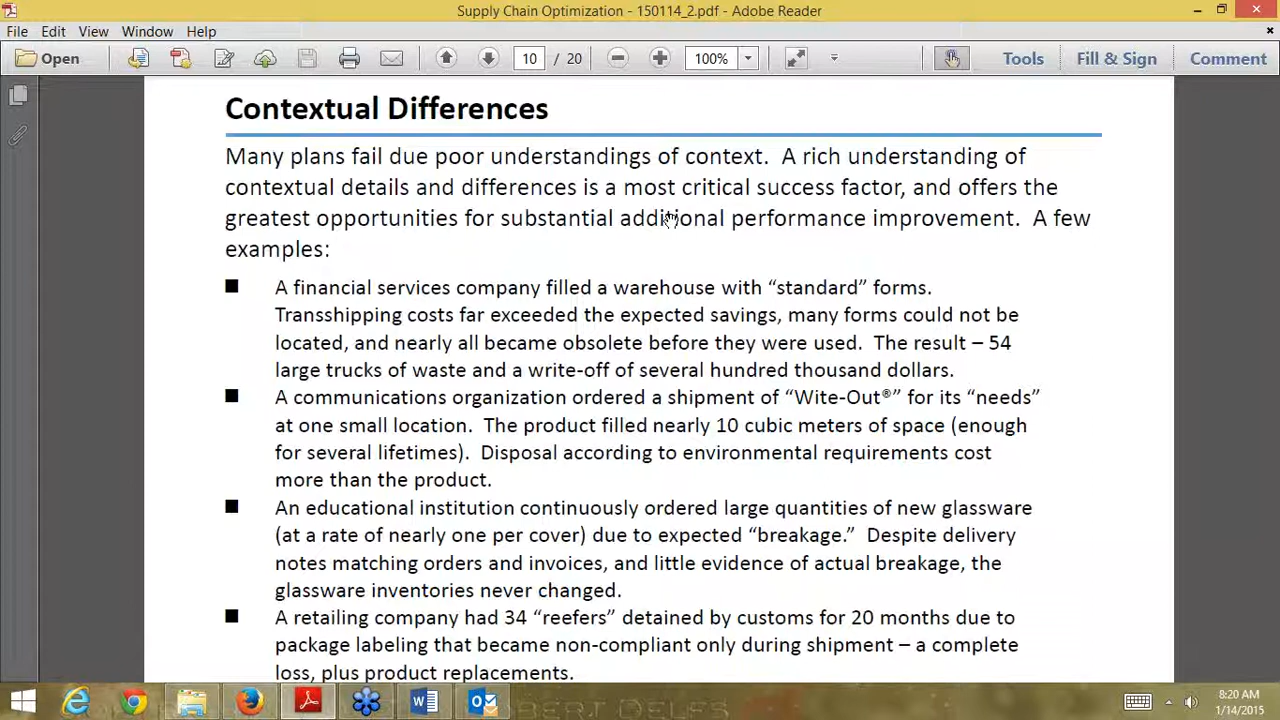 Supply Chain Optimization - 150114_2.pdf - Adobe Reader
File Edit View Window Help
Open 10 / 20 100% Tools Fill & Sign Comment
Contextual Differences
Many plans fail due poor understandings of context. A rich understanding of
contextual details and differences is a most critical success factor, and offers the
greatest opportunities for substantial additional performance improvement. A few
examples:
■ A financial services company filled a warehouse with “standard” forms.
Transshipping costs far exceeded the expected savings, many forms could not be
located, and nearly all became obsolete before they were used. The result – 54
large trucks of waste and a write-off of several hundred thousand dollars.
■ A communications organization ordered a shipment of “Wite-Out®” for its “needs”
at one small location. The product filled nearly 10 cubic meters of space (enough
for several lifetimes). Disposal according to environmental requirements cost
more than the product.
■ An educational institution continuously ordered large quantities of new glassware
(at a rate of nearly one per cover) due to expected “breakage.” Despite delivery
notes matching orders and invoices, and little evidence of actual breakage, the
glassware inventories never changed.
■ A retailing company had 34 “reefers” detained by customs for 20 months due to
package labeling that became non-compliant only during shipment – a complete
loss, plus product replacements.
8:20 AM
1/14/2015